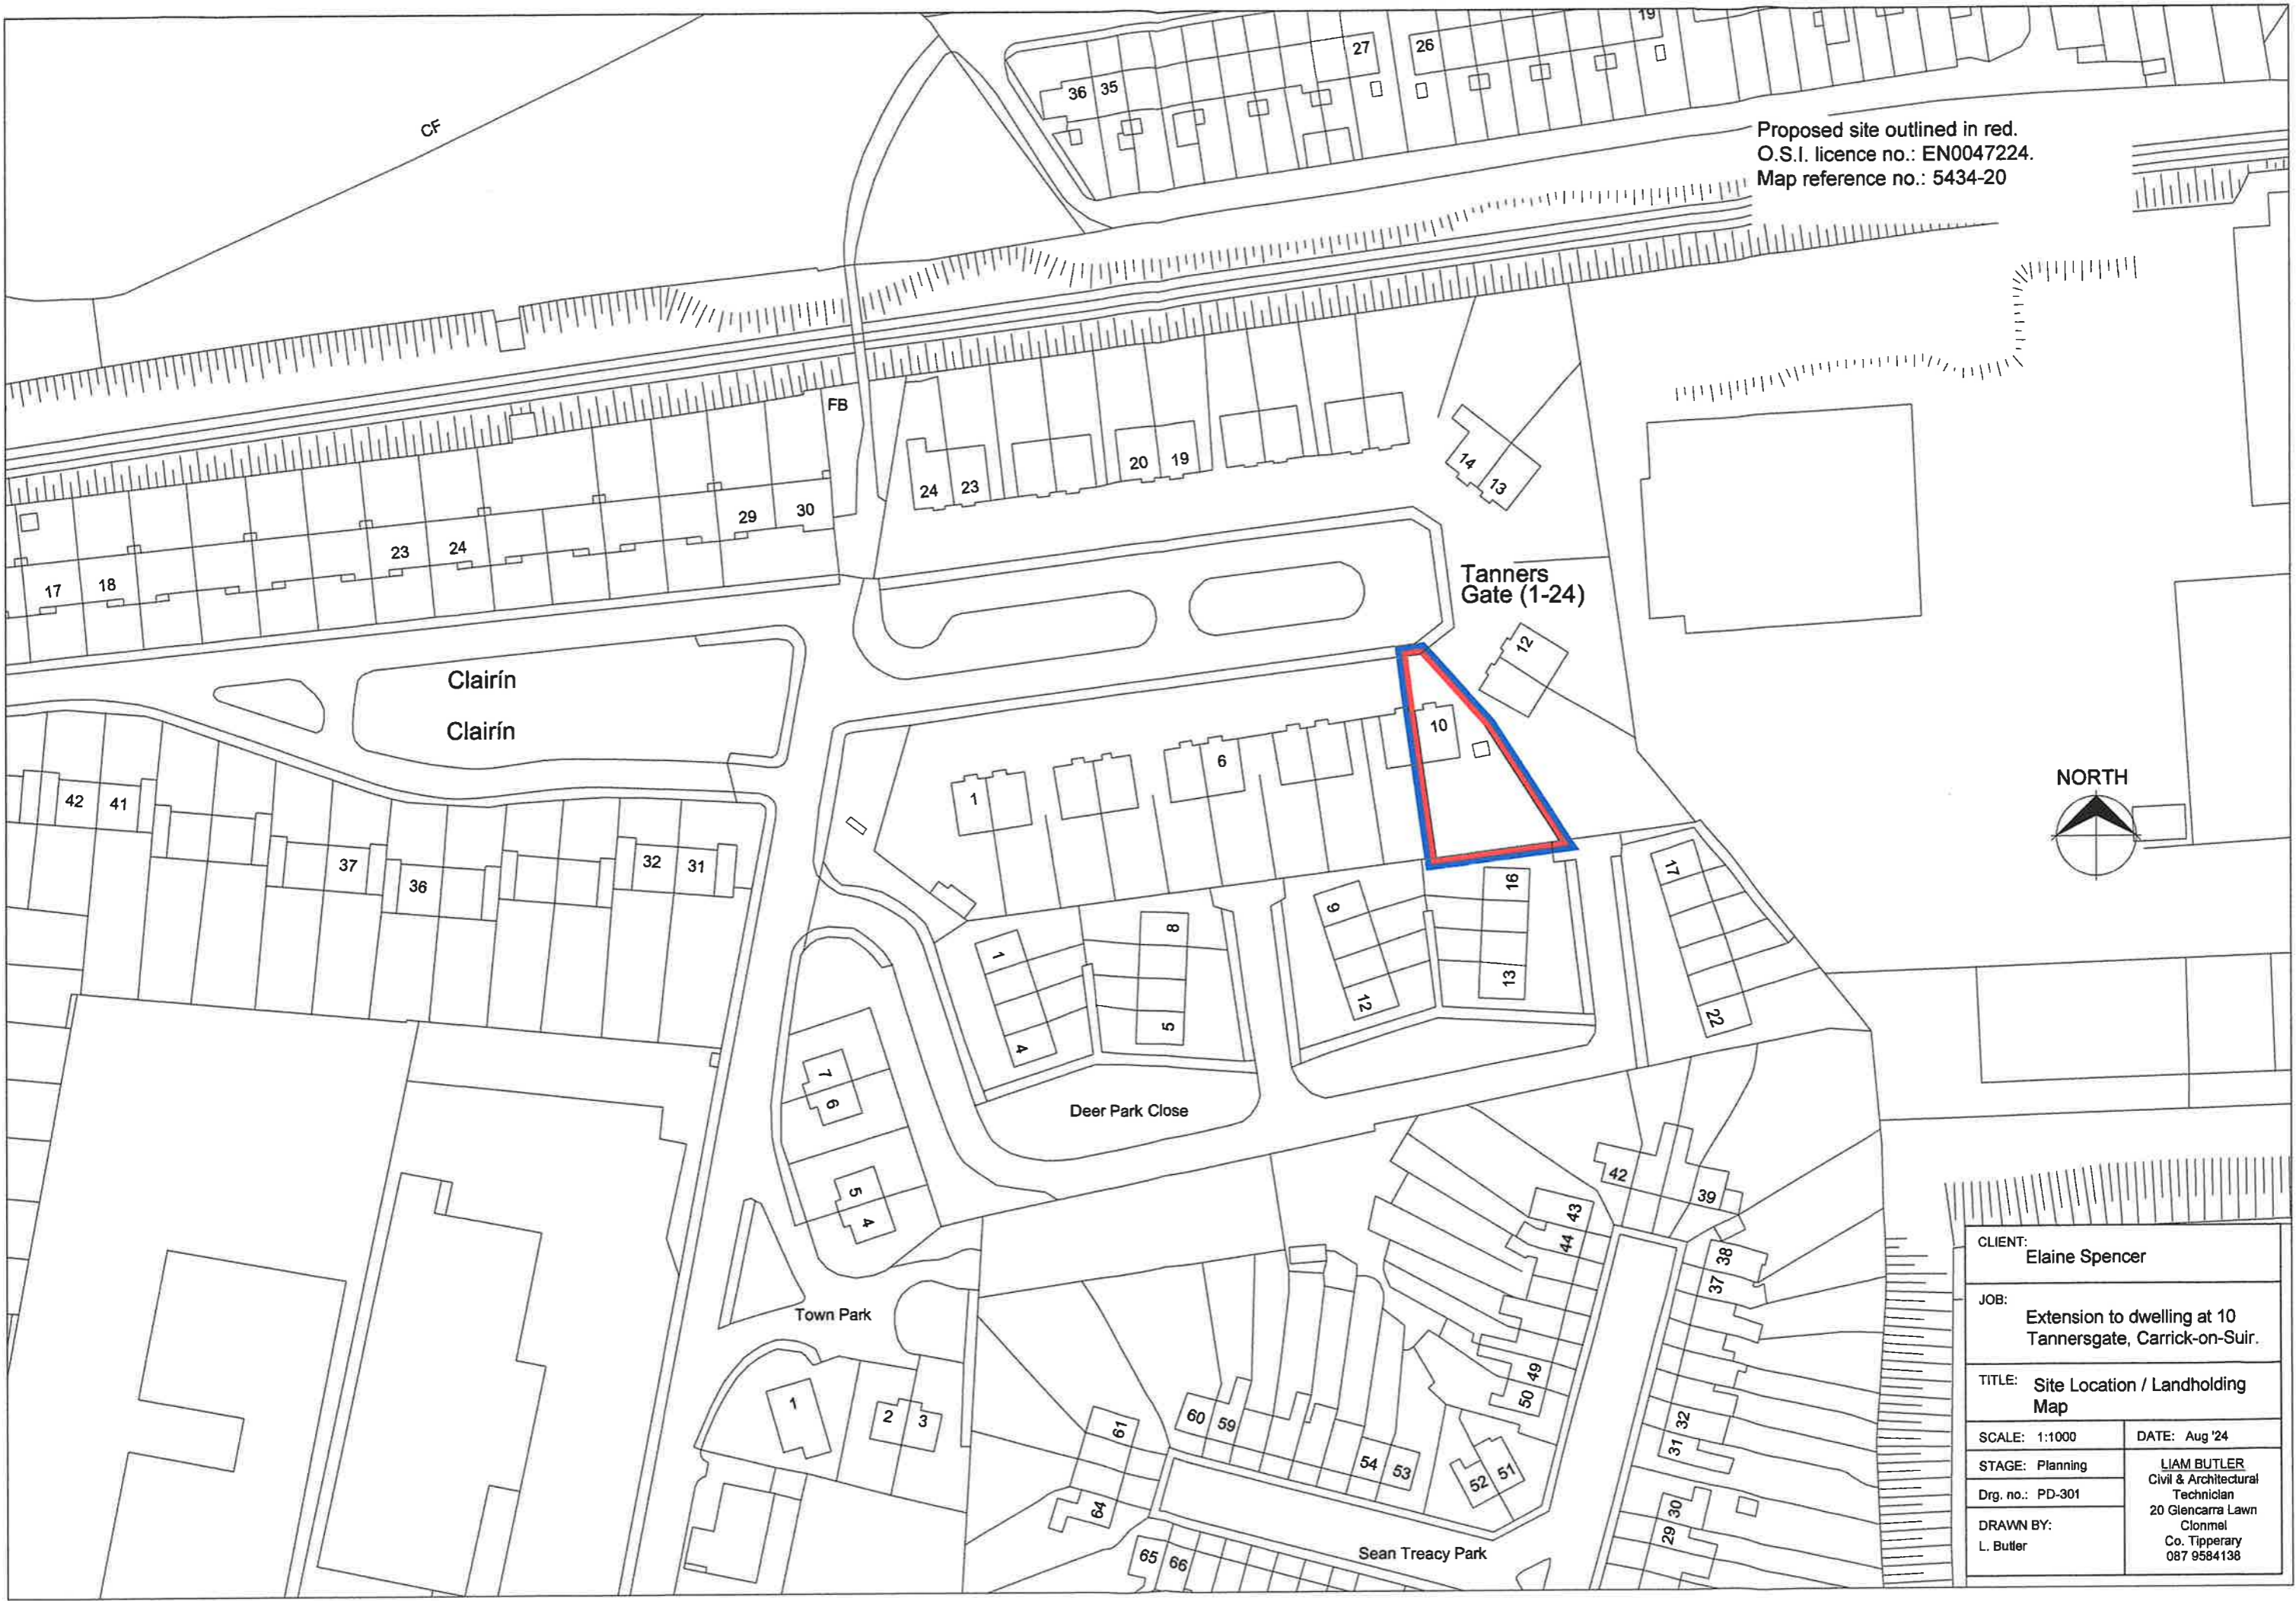 19
27
26
36 35
CF
Proposed site outlined in red.
O.S.I. licence no.: EN0047224.
Map reference no.: 5434-20
FB
24 23
20 19
14
13
29 30
23 24
17 18
Tanners
Gate (1-24)
12
Clairín
Clairín
10
6
1
NORTH
42 41
37
36
32 31
17
16
9
8
1
13
12
5
4
22
7
6
Deer Park Close
5
4
42
39
43
44
38
37
Town Park
1
2 3
61
64
60 59
54 53
49
50
52 51
32
31
30
29
65 66
Sean Treacy Park
CLIENT:
Elaine Spencer
JOB:
Extension to dwelling at 10
Tannersgate, Carrick-on-Suir.
TITLE: Site Location / Landholding
Map
SCALE: 1:1000
DATE: Aug '24
STAGE: Planning
Drg. no.: PD-301
DRAWN BY:
L. Butler
LIAM BUTLER
Civil & Architectural
Technician
20 Glencarra Lawn
Clonmel
Co. Tipperary
087 9584138